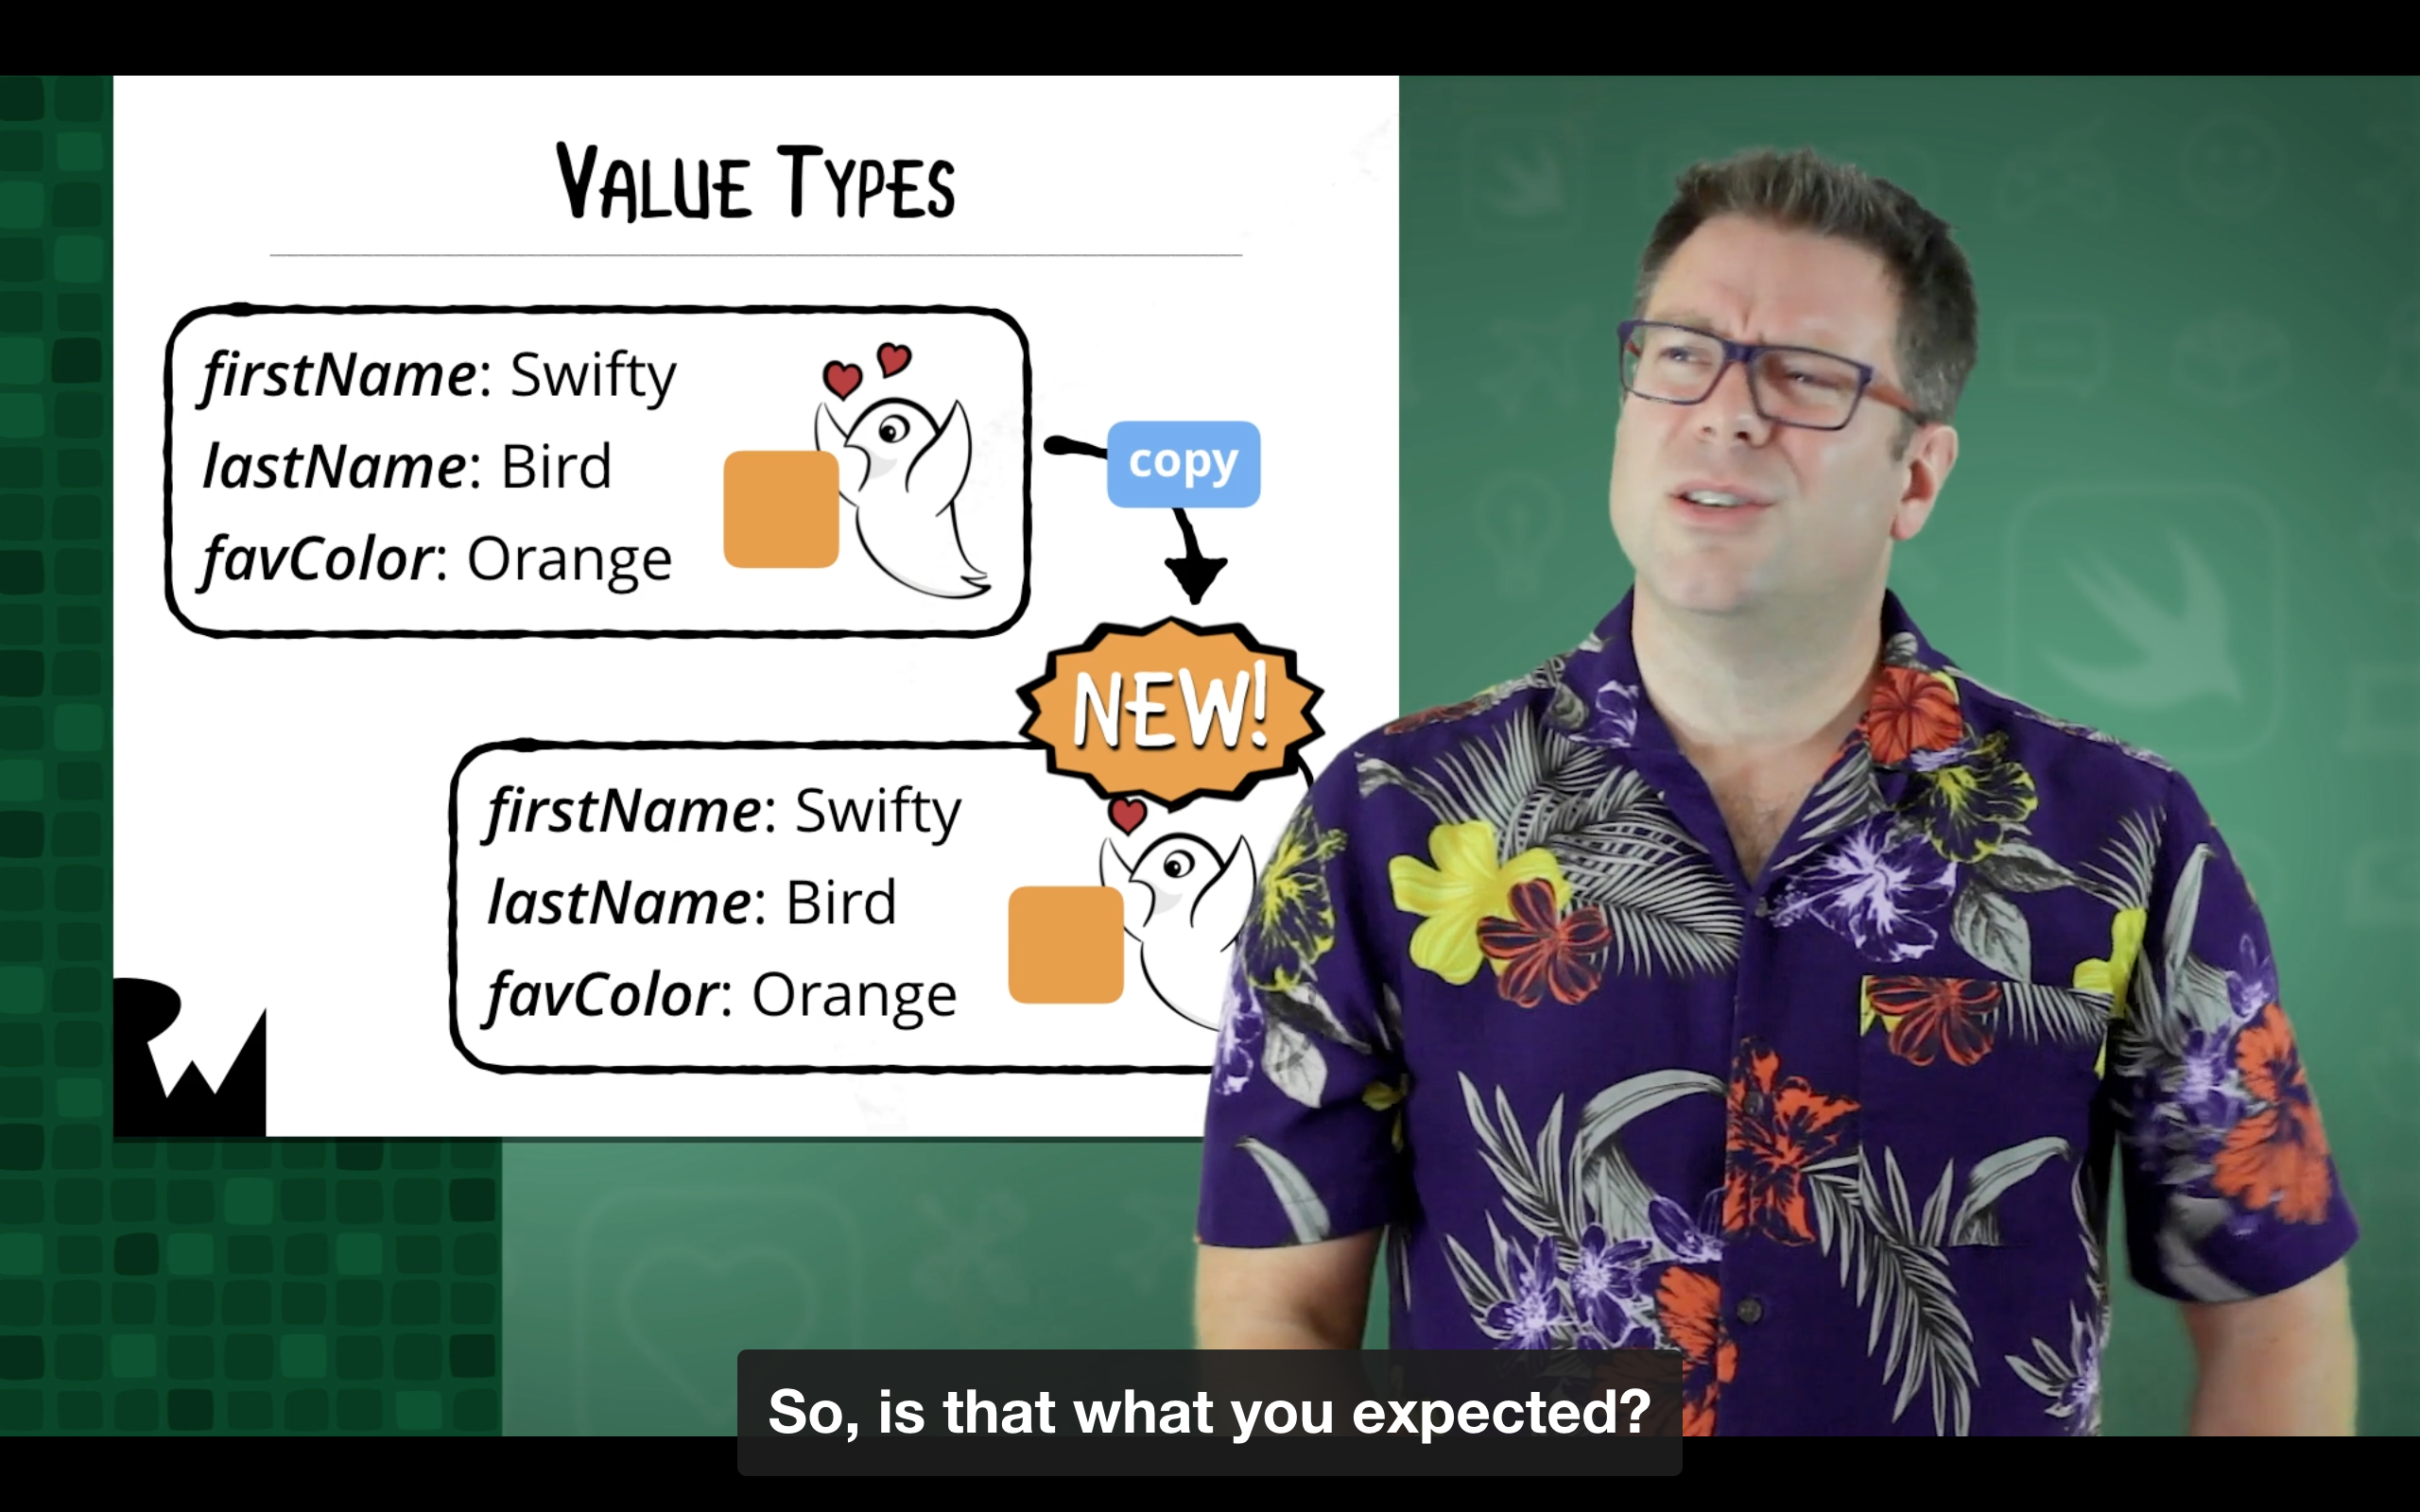 VALUE TYPES
firstName: Swifty
lastName: Bird
favColor: Orange
copy
NEW!
firstName: Swifty
lastName: Bird
favColor: Orange
RW
So, is that what you expected?